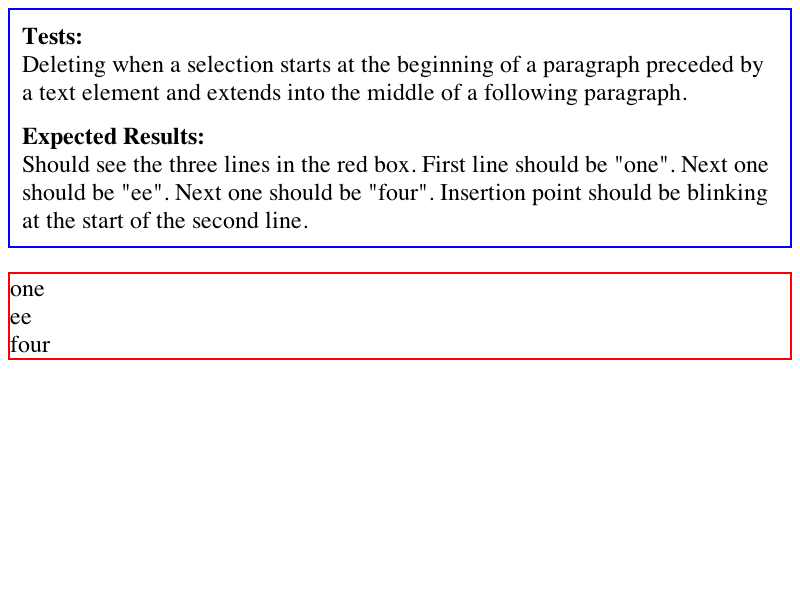 Tests:
Deleting when a selection starts at the beginning of a paragraph preceded by
a text element and extends into the middle of a following paragraph.
Expected Results:
Should see the three lines in the red box. First line should be "one". Next one
should be "ee". Next one should be "four". Insertion point should be blinking
at the start of the second line.
one
ee
four